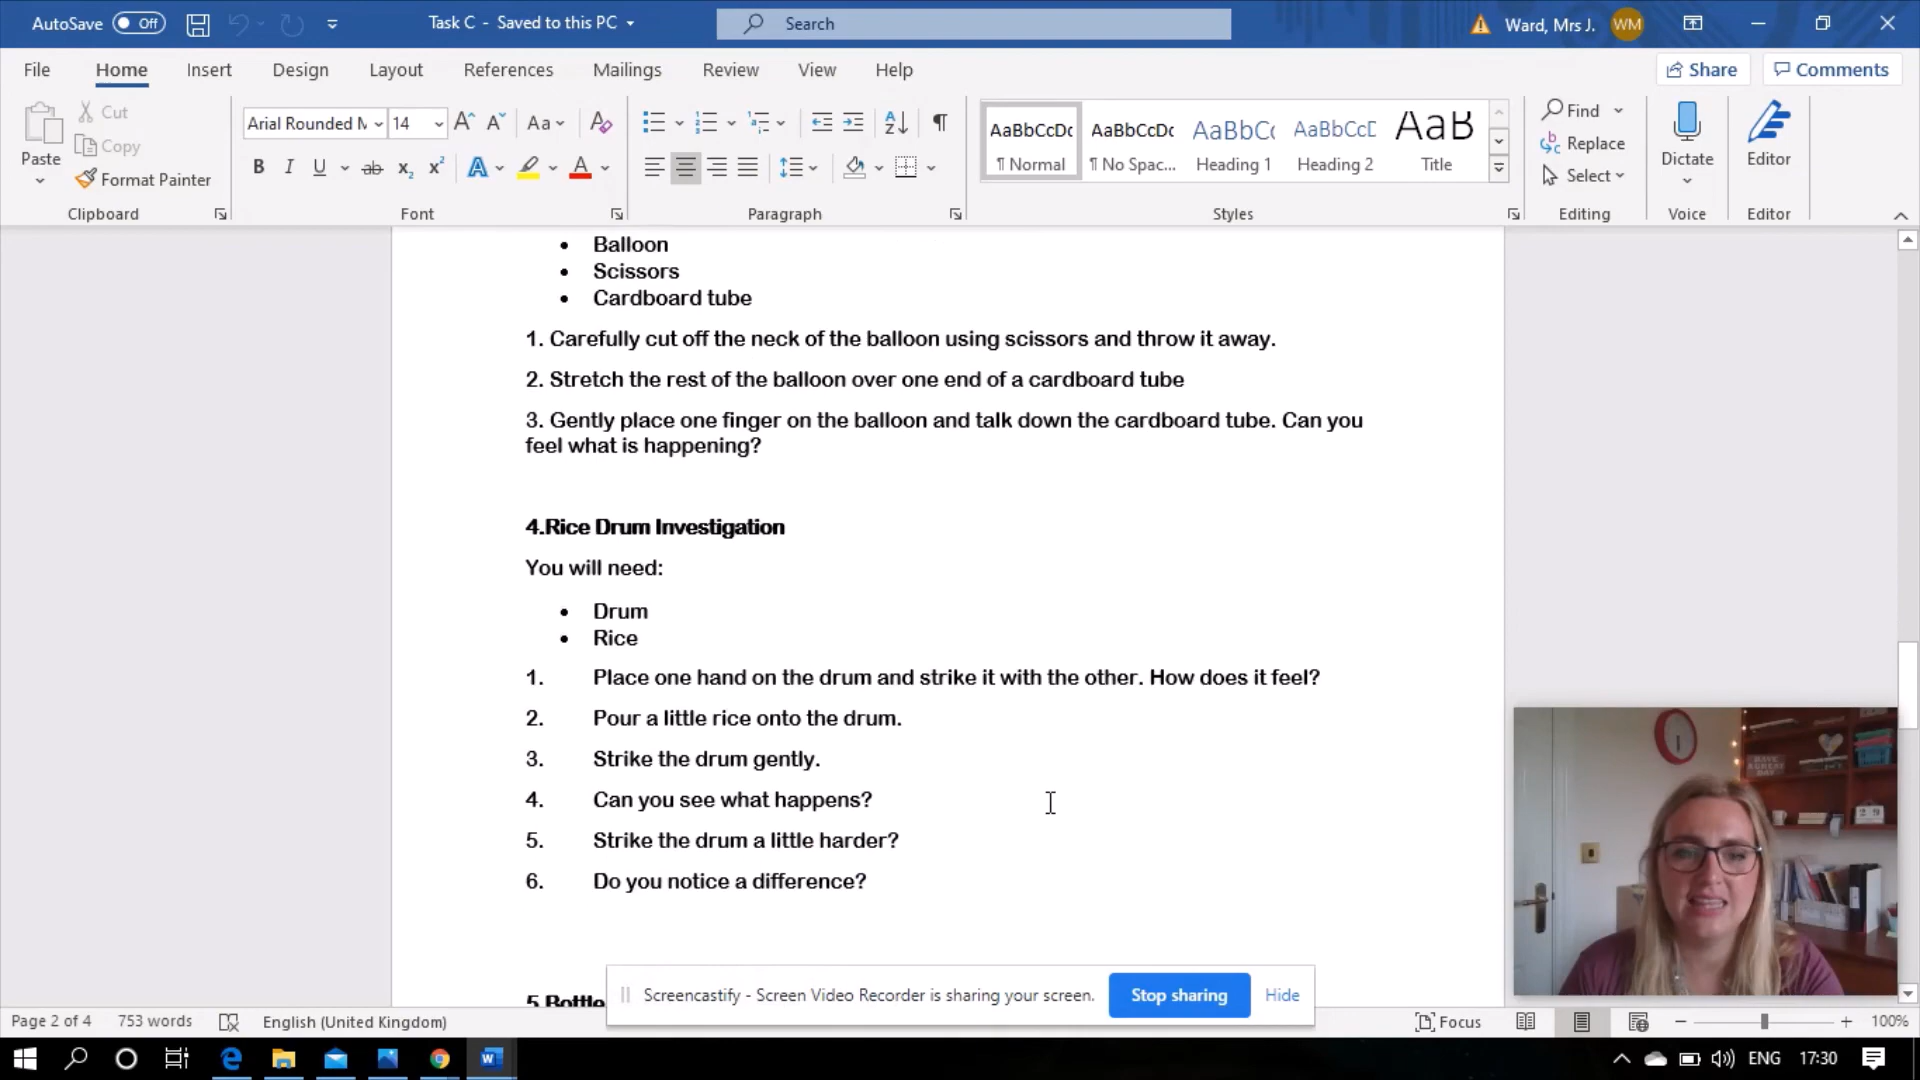 AutoSave Off Task C - Saved to this PC Search Ward, Mrs J. WM
File Home Insert Design Layout References Mailings Review View Help Share Comments
Paste Cut Copy Format Painter
Arial Rounded M 14 Aa
B I U ab x₂ x² A A
AaBbCcDc AaBbCcDc AaBbCc AaBbCcD AaB
¶ Normal ¶ No Spac... Heading 1 Heading 2 Title
Find Replace Select
Dictate Editor
Clipboard Font Paragraph Styles Editing Voice Editor
• Balloon
• Scissors
• Cardboard tube
1. Carefully cut off the neck of the balloon using scissors and throw it away.
2. Stretch the rest of the balloon over one end of a cardboard tube
3. Gently place one finger on the balloon and talk down the cardboard tube. Can you
feel what is happening?
4.Rice Drum Investigation
You will need:
• Drum
• Rice
1. Place one hand on the drum and strike it with the other. How does it feel?
2. Pour a little rice onto the drum.
3. Strike the drum gently.
4. Can you see what happens?
5. Strike the drum a little harder?
6. Do you notice a difference?
5.Bottle
Screencastify - Screen Video Recorder is sharing your screen. Stop sharing Hide
Page 2 of 4 753 words English (United Kingdom) Focus 100%
ENG 17:30